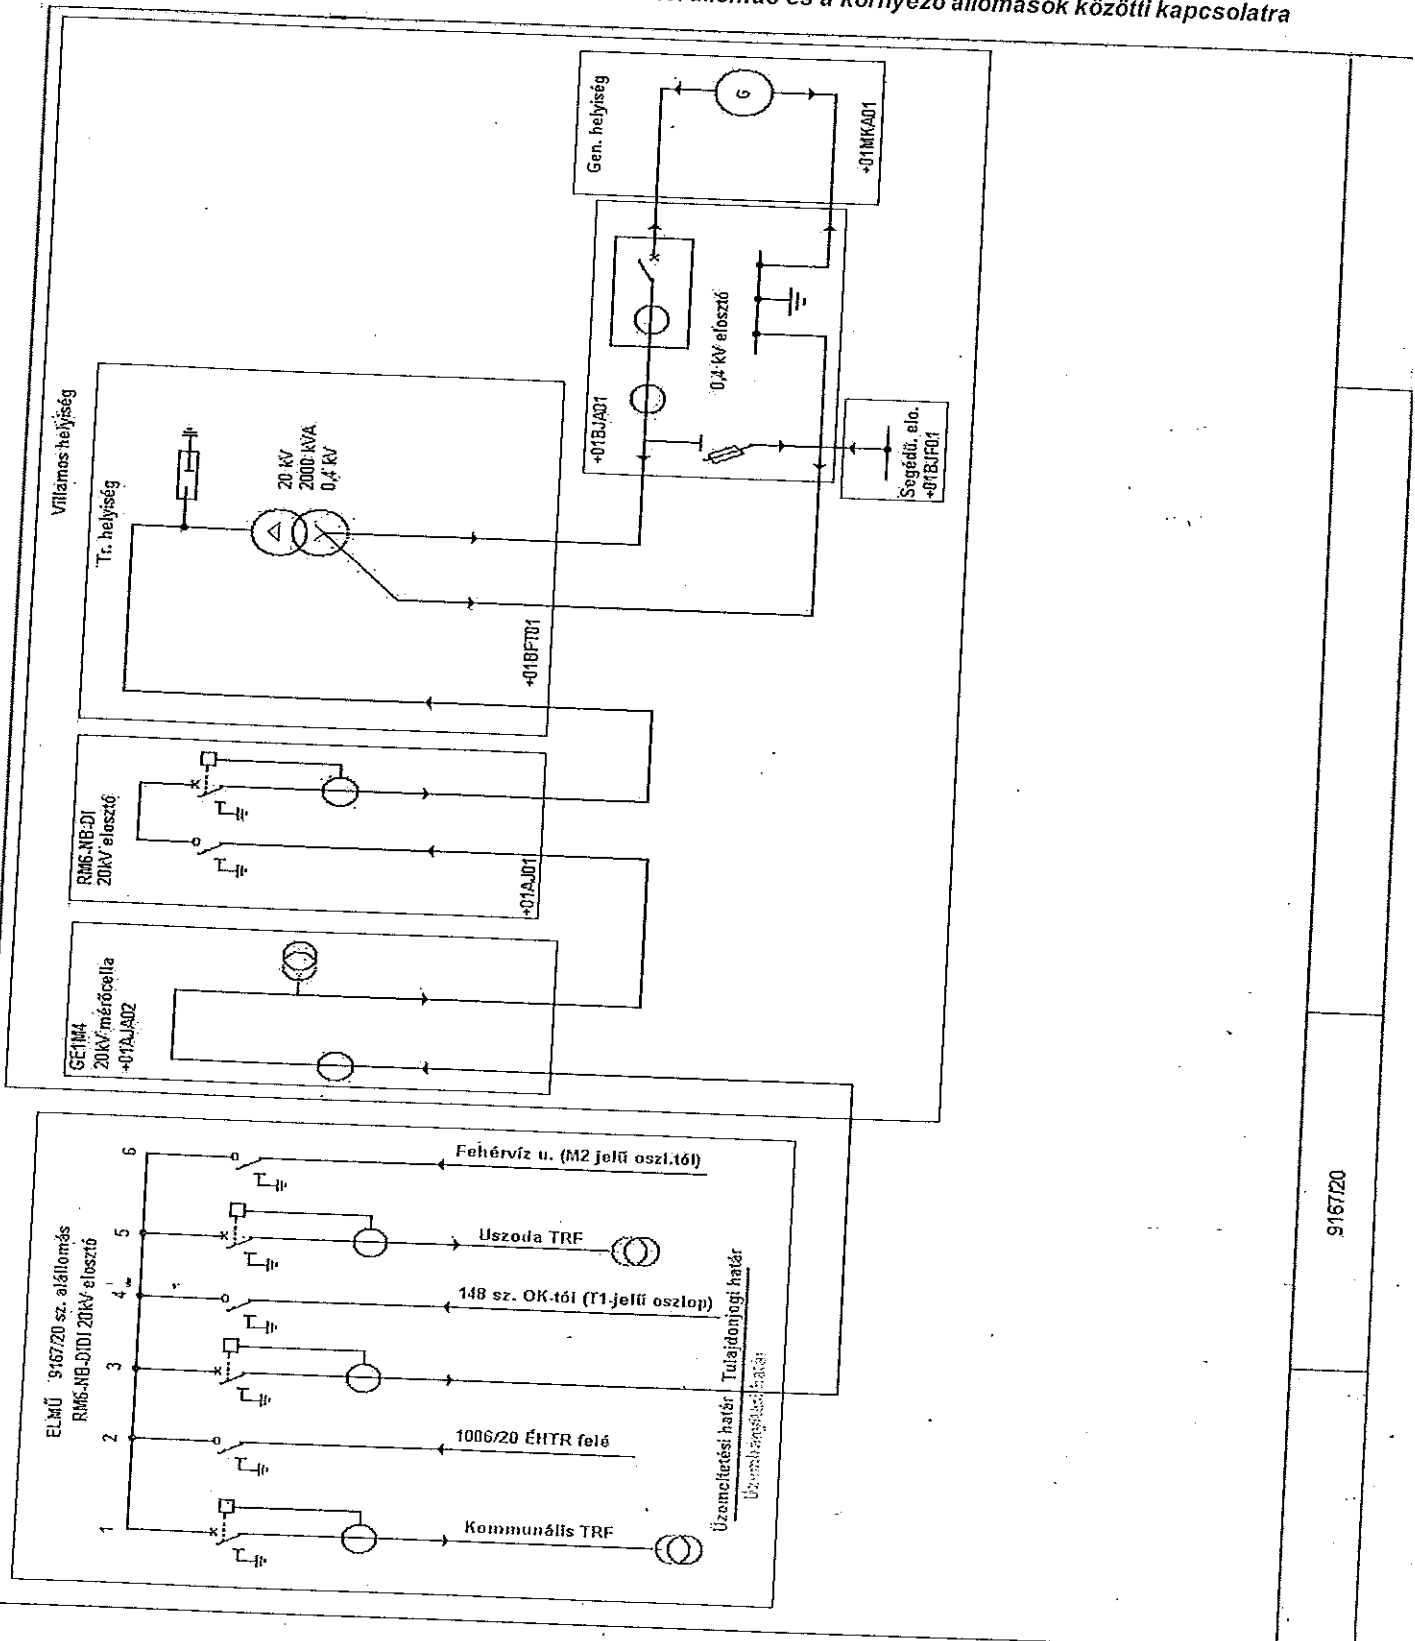 és a környező állomások közötti kapcsolatra
Villamos helyiség
Gen. helyiség
G
+01MKA01
+01BJA01
0,4 kV elosztó
Segédü. elo.
+01BJF01
Tr. helyiség
20 kV
2000 kVA
0,4 kV
+01BFT01
RM6-NB-DI
20kV elosztó
+01AJ01
GE1M4
20kV mérőcella
+01AJA02
ELMŰ 9167/20 sz. alállomás
RM6-NB-DIDI 20kV elosztó
6
Fehérvíz u. (M2 jelű oszl.tól)
5
Uszoda TRF
4
148 sz. OK-tól (T1-jelű oszlop)
3
2
1006/20 ÉHTR felé
1
Kommunális TRF
Üzemeltetési határ Tulajdonjogi határ
9167/20